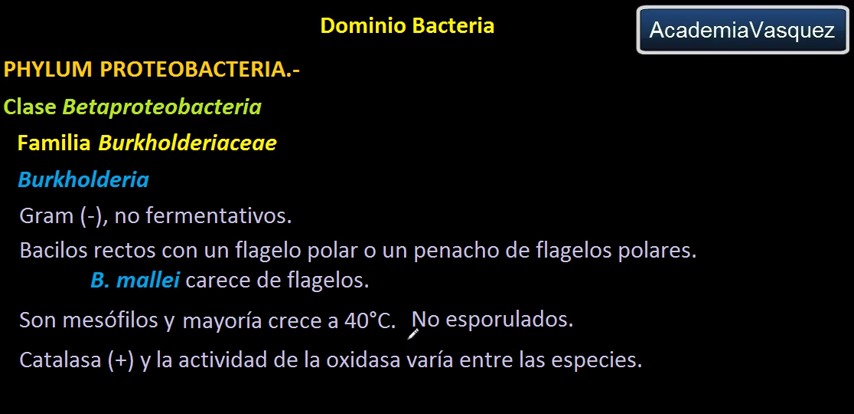 Dominio Bacteria
AcademiaVasquez
PHYLUM PROTEOBACTERIA.-
Clase Betaproteobacteria
Familia Burkholderiaceae
Burkholderia
Gram (-), no fermentativos.
Bacilos rectos con un flagelo polar o un penacho de flagelos polares.
B. mallei carece de flagelos.
Son mesófilos y mayoría crece a 40°C. No esporulados.
Catalasa (+) y la actividad de la oxidasa varía entre las especies.